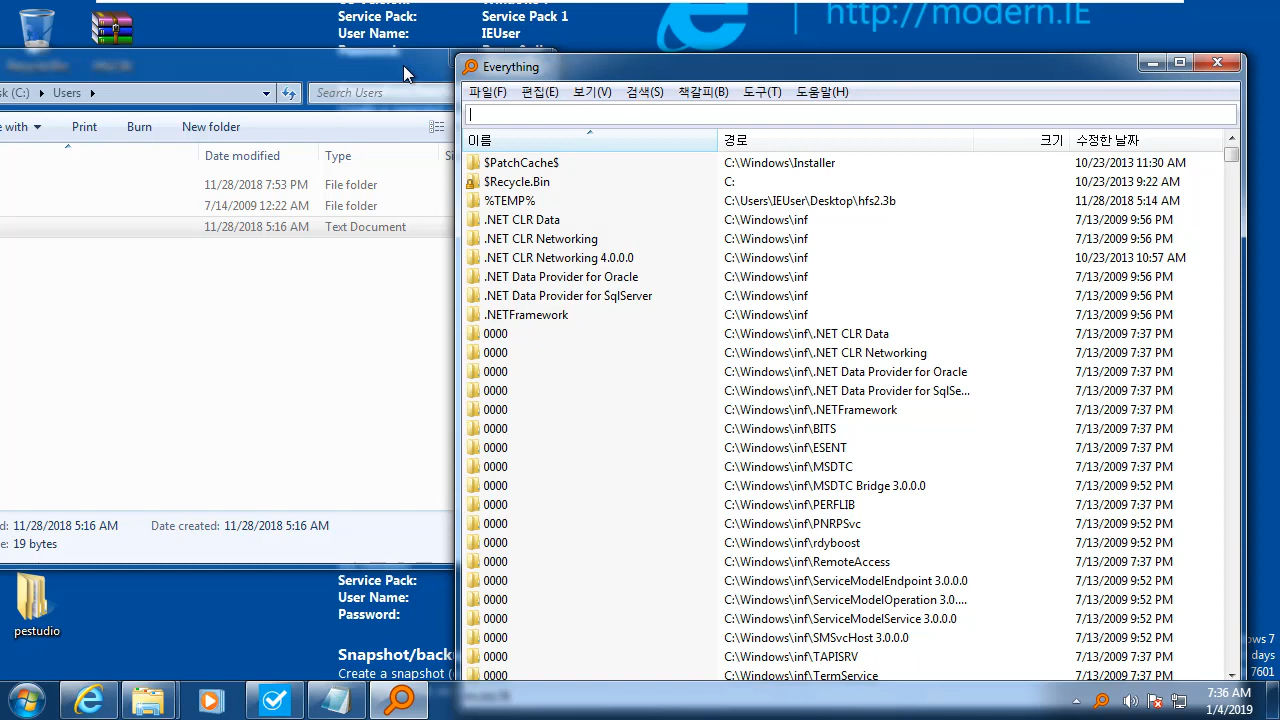 Service Pack: Service Pack 1
http://modern.IE
User Name: IEUser
sk (C:) Users
Search Users
with
Print
Burn
New folder
Date modified Type
11/28/2018 7:53 PM File folder
7/14/2009 12:22 AM File folder
11/28/2018 5:16 AM Text Document
d: 11/28/2018 5:16 AM Date created: 11/28/2018 5:16 AM
e: 19 bytes
pestudio
Service Pack:
User Name:
Password:
Snapshot/backu
Create a snapshot (
Everything
파일(F) 편집(E) 보기(V) 검색(S) 책갈피(B) 도구(T) 도움말(H)
이름 경로 크기 수정한 날짜
$PatchCache$ C:\Windows\Installer 10/23/2013 11:30 AM
$Recycle.Bin C: 10/23/2013 9:22 AM
%TEMP% C:\Users\IEUser\Desktop\hfs2.3b 11/28/2018 5:14 AM
.NET CLR Data C:\Windows\inf 7/13/2009 9:56 PM
.NET CLR Networking C:\Windows\inf 7/13/2009 9:56 PM
.NET CLR Networking 4.0.0.0 C:\Windows\inf 10/23/2013 10:57 AM
.NET Data Provider for Oracle C:\Windows\inf 7/13/2009 9:56 PM
.NET Data Provider for SqlServer C:\Windows\inf 7/13/2009 9:56 PM
.NETFramework C:\Windows\inf 7/13/2009 9:56 PM
0000 C:\Windows\inf\.NET CLR Data 7/13/2009 7:37 PM
0000 C:\Windows\inf\.NET CLR Networking 7/13/2009 7:37 PM
0000 C:\Windows\inf\.NET Data Provider for Oracle 7/13/2009 7:37 PM
0000 C:\Windows\inf\.NET Data Provider for SqlSe... 7/13/2009 7:37 PM
0000 C:\Windows\inf\.NETFramework 7/13/2009 7:37 PM
0000 C:\Windows\inf\BITS 7/13/2009 7:37 PM
0000 C:\Windows\inf\ESENT 7/13/2009 7:37 PM
0000 C:\Windows\inf\MSDTC 7/13/2009 7:37 PM
0000 C:\Windows\inf\MSDTC Bridge 3.0.0.0 7/13/2009 9:52 PM
0000 C:\Windows\inf\PERFLIB 7/13/2009 7:37 PM
0000 C:\Windows\inf\PNRPSvc 7/13/2009 9:52 PM
0000 C:\Windows\inf\rdyboost 7/13/2009 7:37 PM
0000 C:\Windows\inf\RemoteAccess 7/13/2009 7:37 PM
0000 C:\Windows\inf\ServiceModelEndpoint 3.0.0.0 7/13/2009 9:52 PM
0000 C:\Windows\inf\ServiceModelOperation 3.0.... 7/13/2009 9:52 PM
0000 C:\Windows\inf\ServiceModelService 3.0.0.0 7/13/2009 9:52 PM
0000 C:\Windows\inf\SMSvcHost 3.0.0.0 7/13/2009 9:52 PM
0000 C:\Windows\inf\TAPISRV 7/13/2009 7:37 PM
0000 C:\Windows\inf\TermService 7/13/2009 7:37 PM
ows 7
days
7601
7:36 AM
1/4/2019